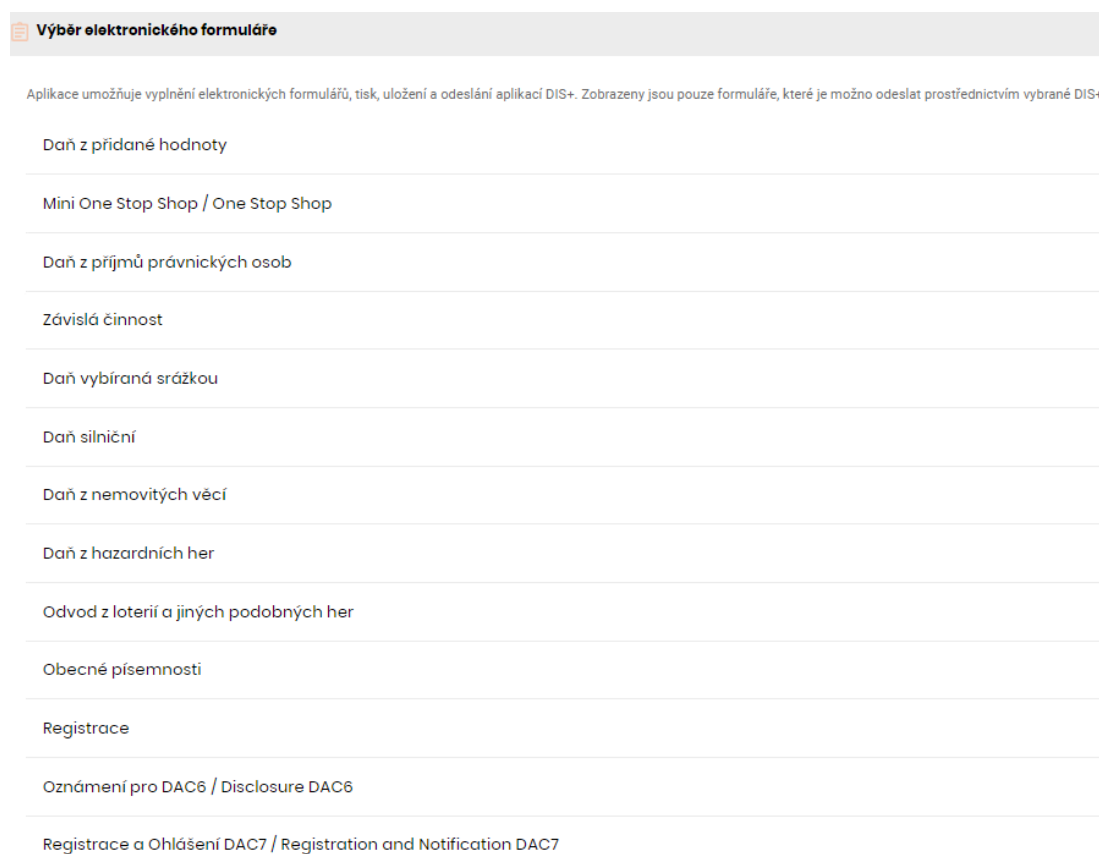 Výběr elektronického formuláře
Aplikace umožňuje vyplnění elektronických formulářů, tisk, uložení a odeslání aplikací DIS+. Zobrazeny jsou pouze formuláře, které je možno odeslat prostřednictvím vybrané DIS+
Daň z přidané hodnoty
Mini One Stop Shop / One Stop Shop
Daň z příjmů právnických osob
Závislá činnost
Daň vybíraná srážkou
Daň silniční
Daň z nemovitých věcí
Daň z hazardních her
Odvod z loterií a jiných podobných her
Obecné písemnosti
Registrace
Oznámení pro DAC6 / Disclosure DAC6
Registrace a Ohlášení DAC7 / Registration and Notification DAC7